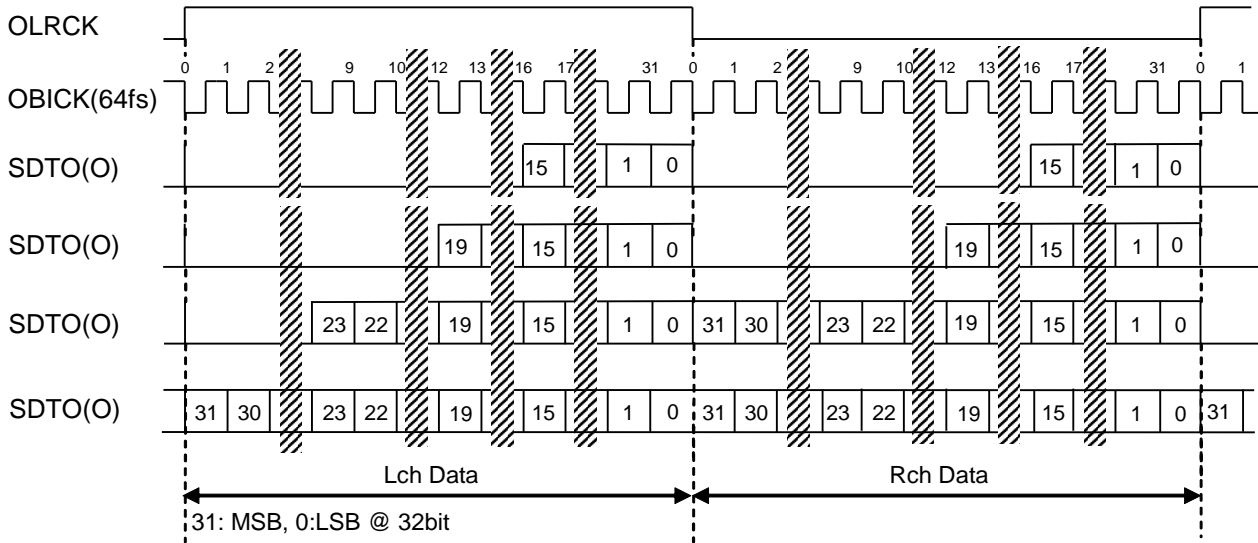 OLRCK
0 1 2 9 10 12 13 16 17 31 0 1 2 9 10 12 13 16 17 31 0 1
OBICK(64fs)
SDTO(O) 15 1 0 15 1 0
SDTO(O) 19 15 1 0 19 15 1 0
SDTO(O) 23 22 19 15 1 0 31 30 23 22 19 15 1 0
SDTO(O) 31 30 23 22 19 15 1 0 31 30 23 22 19 15 1 0 31
Lch Data Rch Data
31: MSB, 0:LSB @ 32bit